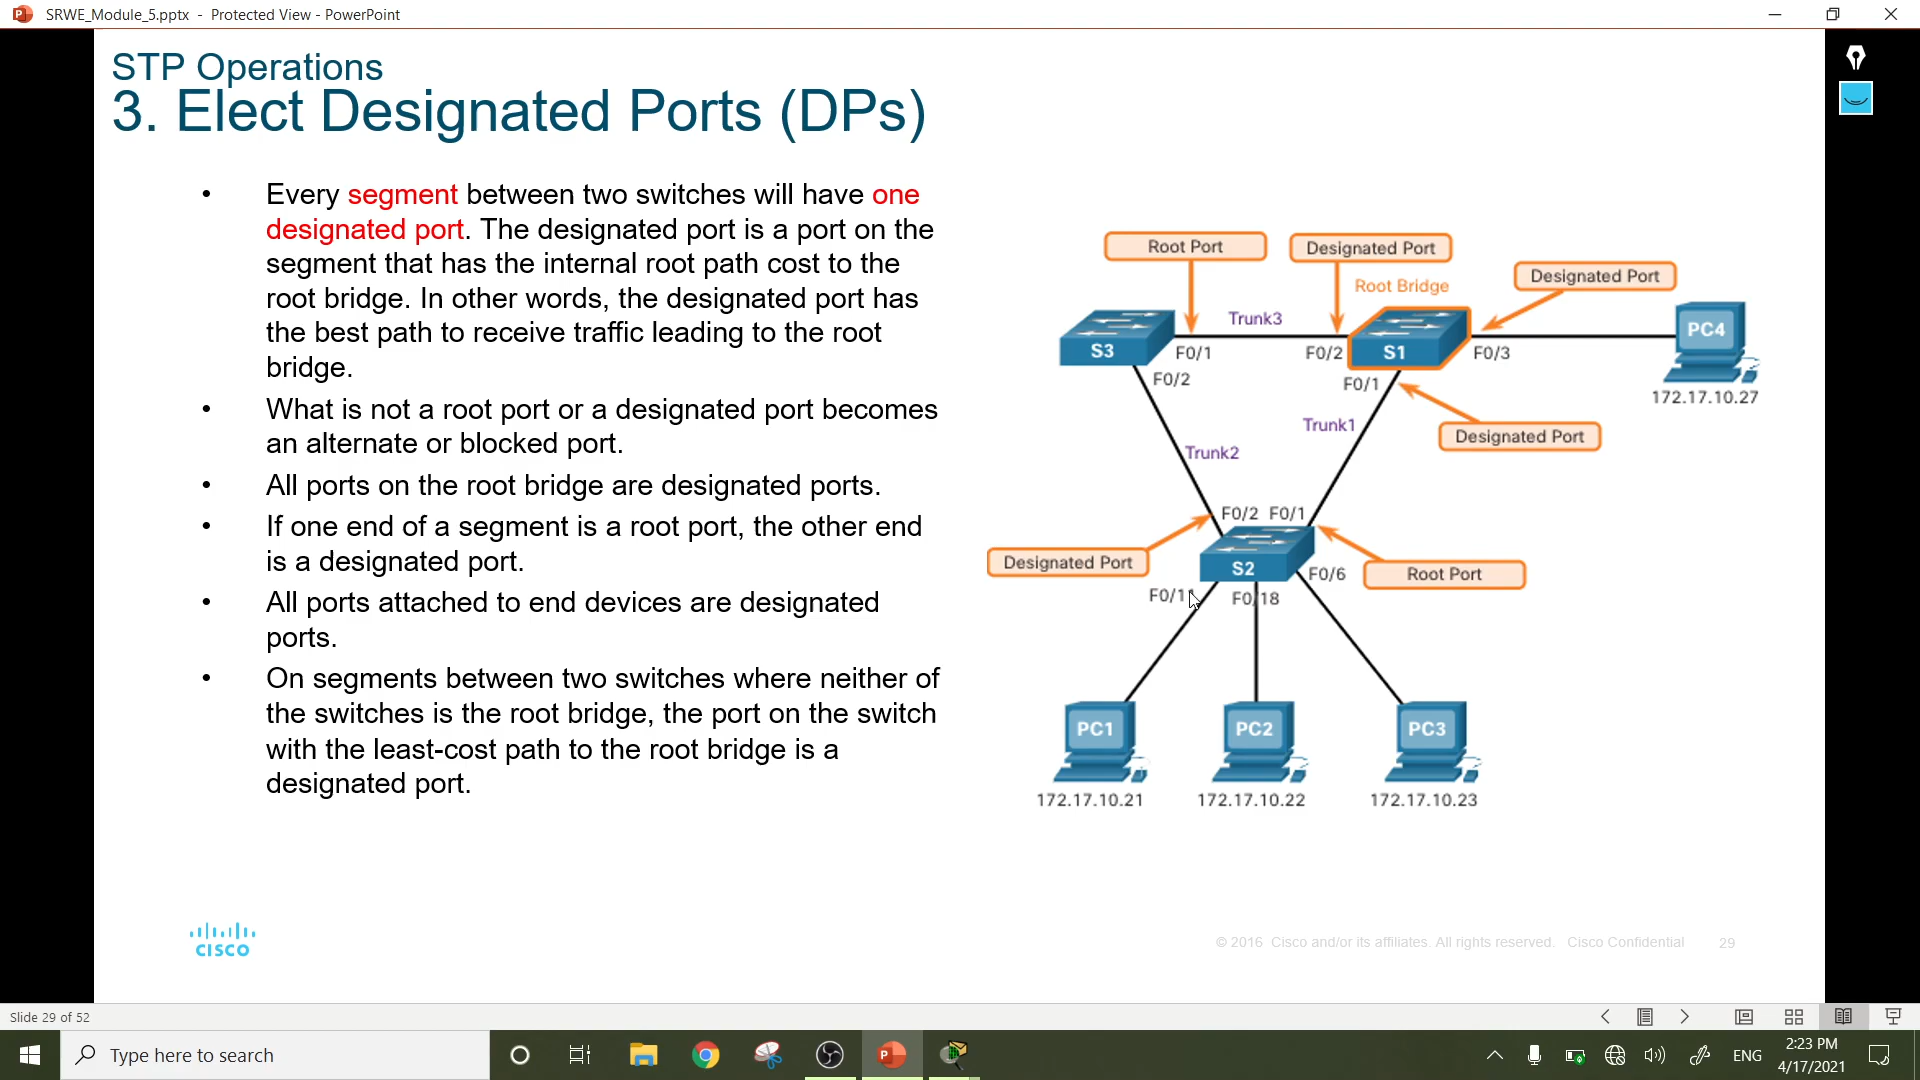 SRWE_Module_5.pptx - Protected View - PowerPoint
STP Operations
3. Elect Designated Ports (DPs)
• Every segment between two switches will have one
designated port. The designated port is a port on the
segment that has the internal root path cost to the
root bridge. In other words, the designated port has
the best path to receive traffic leading to the root
bridge.
• What is not a root port or a designated port becomes
an alternate or blocked port.
• All ports on the root bridge are designated ports.
• If one end of a segment is a root port, the other end
is a designated port.
• All ports attached to end devices are designated
ports.
• On segments between two switches where neither of
the switches is the root bridge, the port on the switch
with the least-cost path to the root bridge is a
designated port.
Root Port
Designated Port
Designated Port
Root Bridge
Trunk3
S3
F0/1
F0/2
S1
F0/3
PC4
F0/2
F0/1
172.17.10.27
Trunk1
Designated Port
Trunk2
F0/2 F0/1
Designated Port
S2
F0/6
Root Port
F0/18
PC1
PC2
PC3
172.17.10.21
172.17.10.22
172.17.10.23
CISCO
© 2016 Cisco and/or its affiliates. All rights reserved. Cisco Confidential
29
Slide 29 of 52
Type here to search
ENG
2:23 PM
4/17/2021